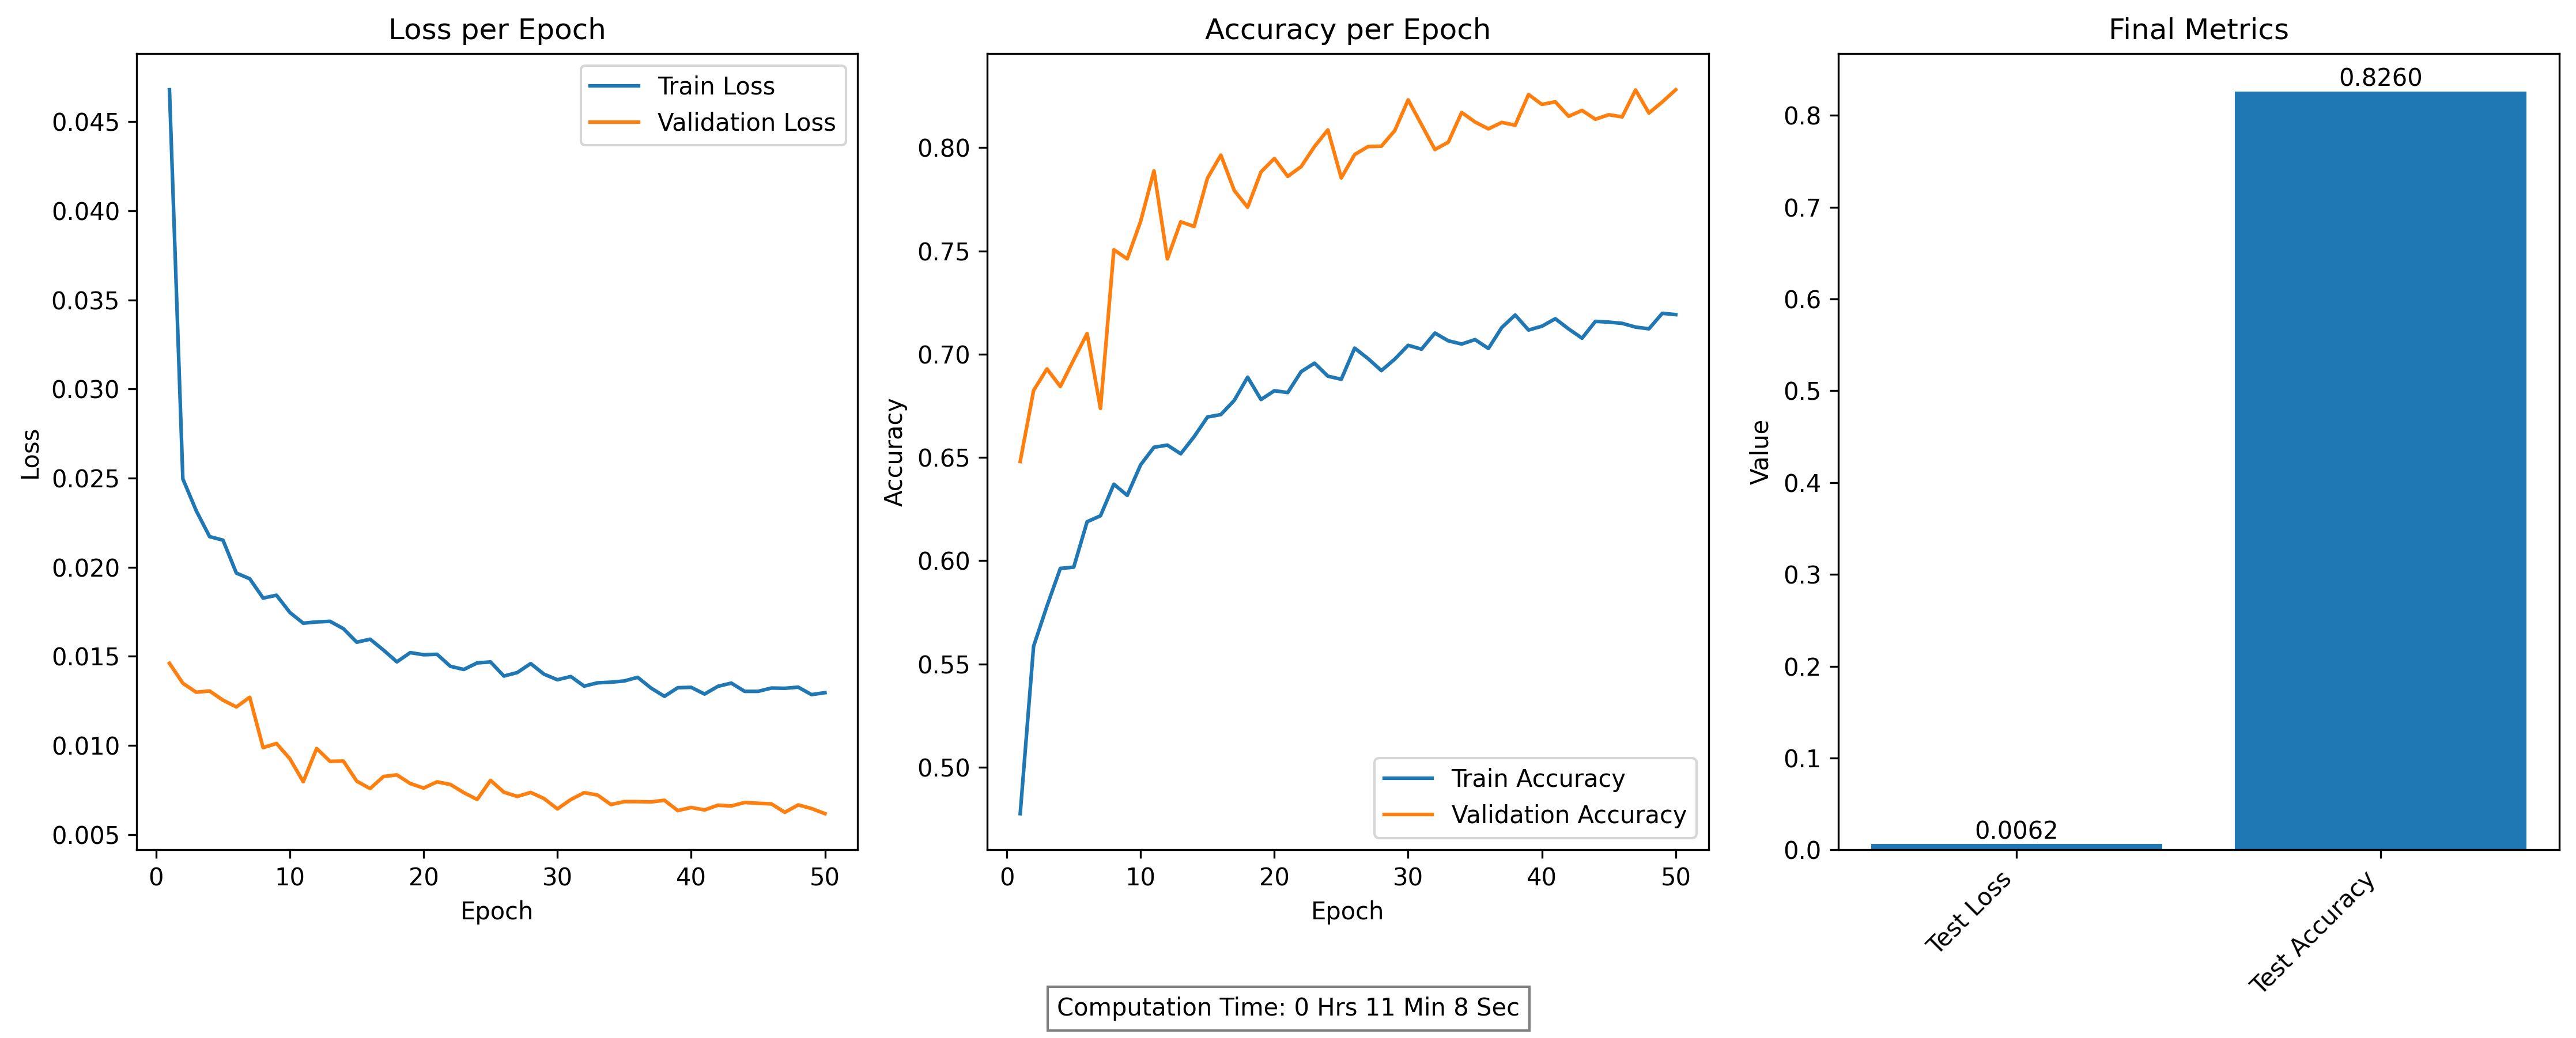 Loss per Epoch
Train Loss
Validation Loss
0.045
0.040
0.035
0.030
0.025
0.020
0.015
0.010
0.005
Loss
0
10
20
30
40
50
Epoch
Accuracy per Epoch
0.80
0.75
0.70
0.65
0.60
0.55
0.50
Accuracy
Train Accuracy
Validation Accuracy
0
10
20
30
40
50
Epoch
Final Metrics
0.8260
0.8
0.7
0.6
0.5
0.4
0.3
0.2
0.1
0.0
Value
0.0062
Test Loss
Test Accuracy
Computation Time: 0 Hrs 11 Min 8 Sec